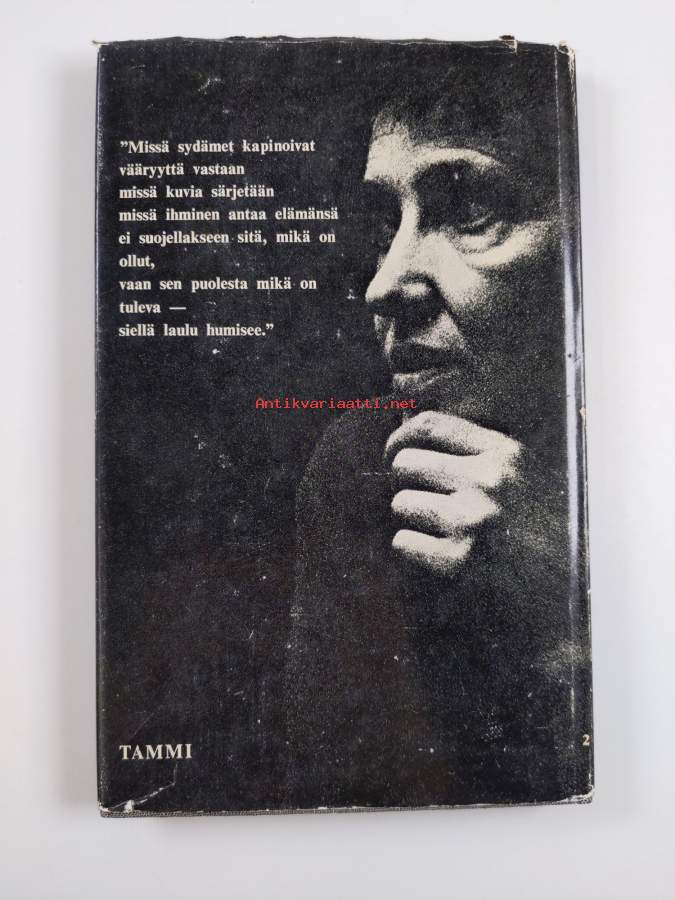 ”Missä sydämet kapinoivat
vääryyttä vastaan
missä kuvia särjetään
missä ihminen antaa elämänsä
ei suojellakseen sitä, mikä on
ollut,
vaan sen puolesta mikä on
tuleva —
siellä laulu humisee.”
Antikvariaatti.net
TAMMI
2